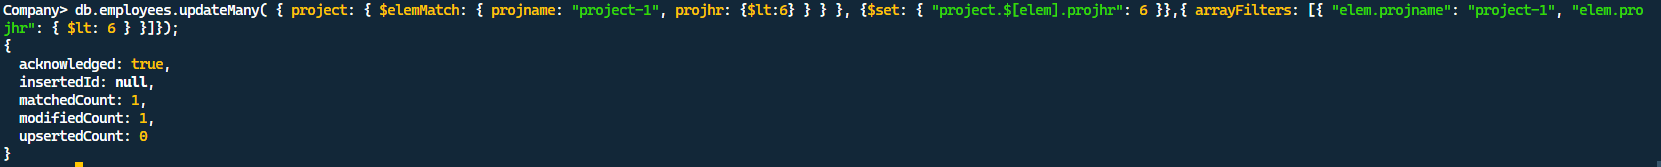 Company> db.employees.updateMany( { project: { $elemMatch: { projname: "project-1", projhr: {$lt:6} } } }, {$set: { "project.$[elem].projhr": 6 }},{ arrayFilters: [{ "elem.projname": "project-1", "elem.pro
jhr": { $lt: 6 } }]});
{
  acknowledged: true,
  insertedId: null,
  matchedCount: 1,
  modifiedCount: 1,
  upsertedCount: 0
}